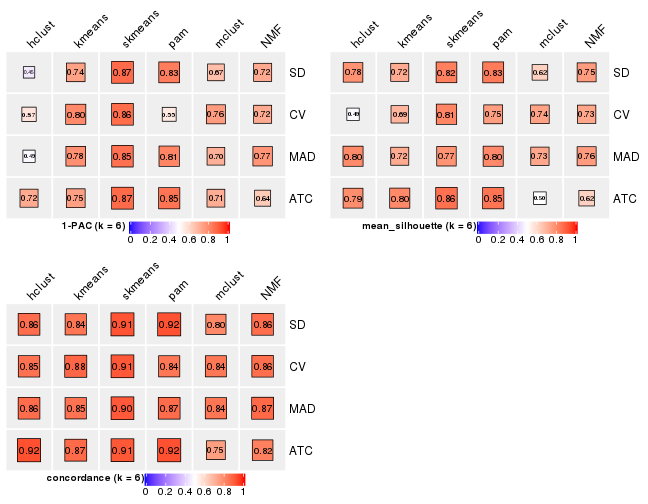 hclust kmeans skmeans pam mclust NMF
0.74 0.87 0.83 0.67 0.72 SD
0.57 0.80 0.86 0.55 0.76 0.72 CV
0.49 0.78 0.85 0.81 0.70 0.77 MAD
0.72 0.75 0.87 0.85 0.71 0.64 ATC
1-PAC (k = 6)
0 0.2 0.4 0.6 0.8 1
hclust kmeans skmeans pam mclust NMF
0.78 0.72 0.82 0.83 0.62 0.75 SD
0.49 0.69 0.81 0.75 0.74 0.73 CV
0.80 0.72 0.77 0.80 0.73 0.76 MAD
0.79 0.80 0.86 0.85 0.50 0.62 ATC
mean_silhouette (k = 6)
0 0.2 0.4 0.6 0.8 1
hclust kmeans skmeans pam mclust NMF
0.86 0.84 0.91 0.92 0.80 0.86 SD
0.85 0.88 0.91 0.84 0.84 0.86 CV
0.86 0.85 0.90 0.87 0.84 0.87 MAD
0.92 0.87 0.91 0.92 0.75 0.82 ATC
concordance (k = 6)
0 0.2 0.4 0.6 0.8 1